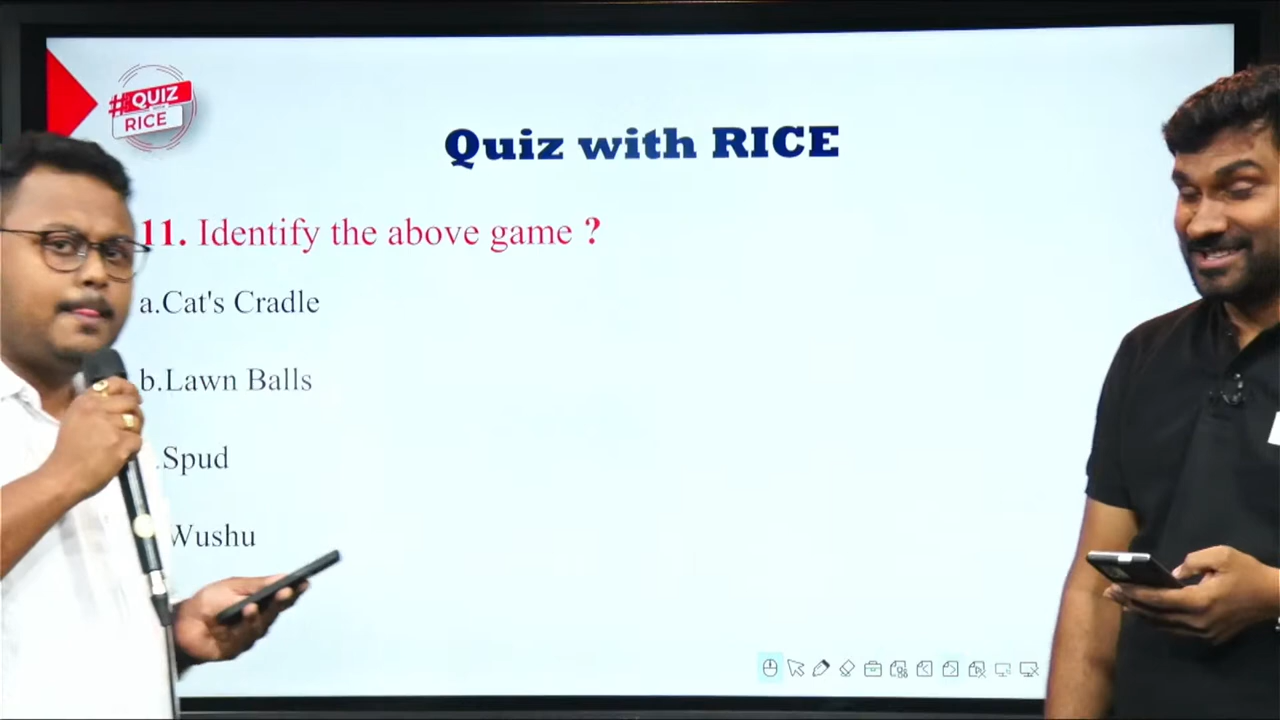 #QUIZ
RICE
Quiz with RICE
11. Identify the above game ?
a.Cat's Cradle
b.Lawn Balls
.Spud
Wushu